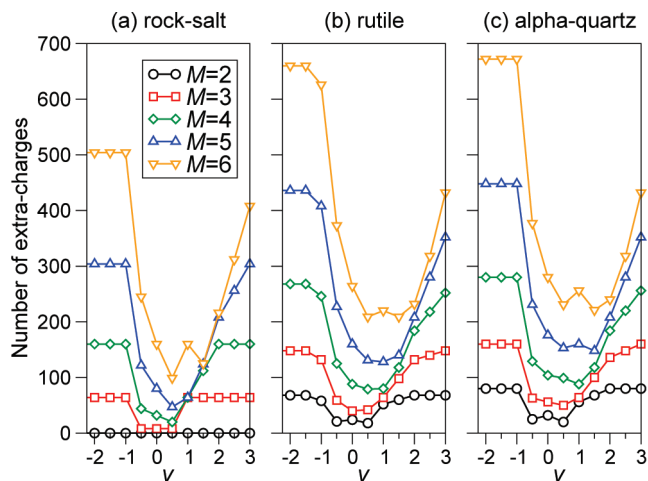 (a) rock-salt (b) rutile (c) alpha-quartz
Number of extra-charges
700
600
500
400
300
200
100
0
M=2
M=3
M=4
M=5
M=6
-2 -1 0 1 2 3 -2 -1 0 1 2 3 -2 -1 0 1 2 3
ν ν ν